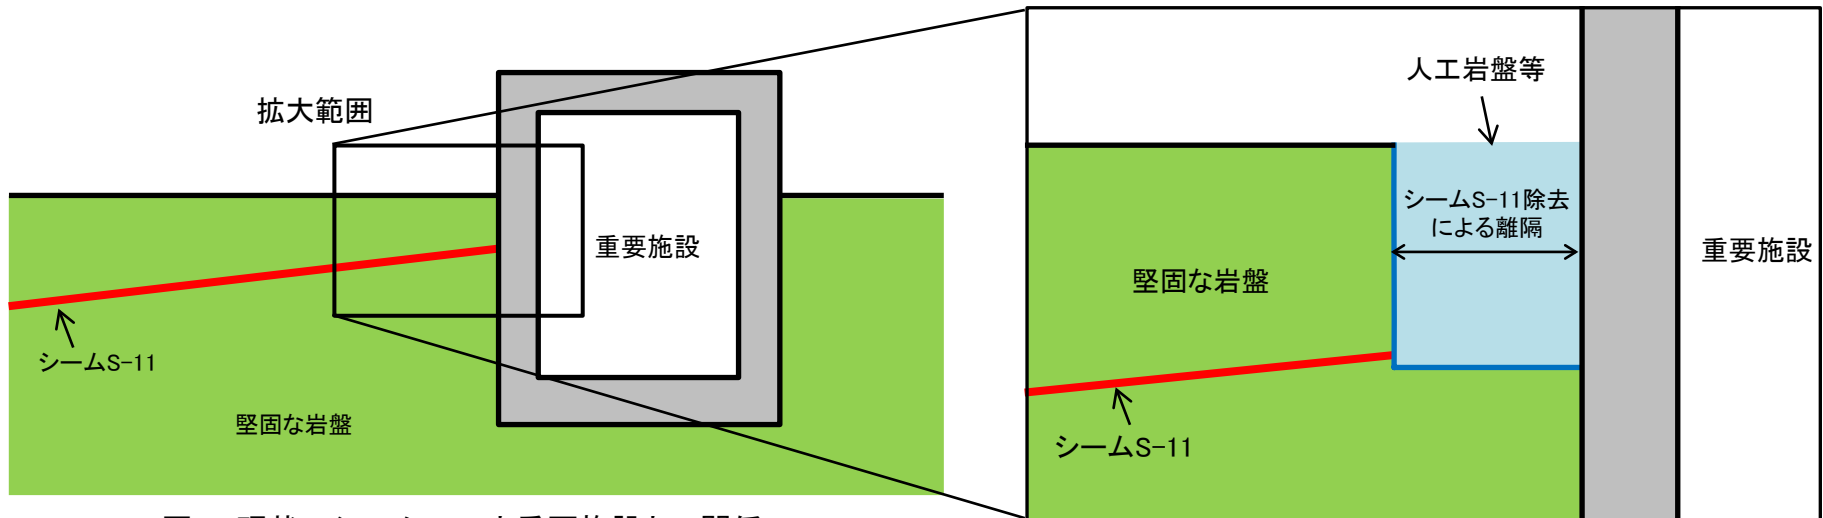 拡大範囲
重要施設
シームS-11
堅固な岩盤
人工岩盤等
シームS-11除去
による離隔
堅固な岩盤
重要施設
シームS-11